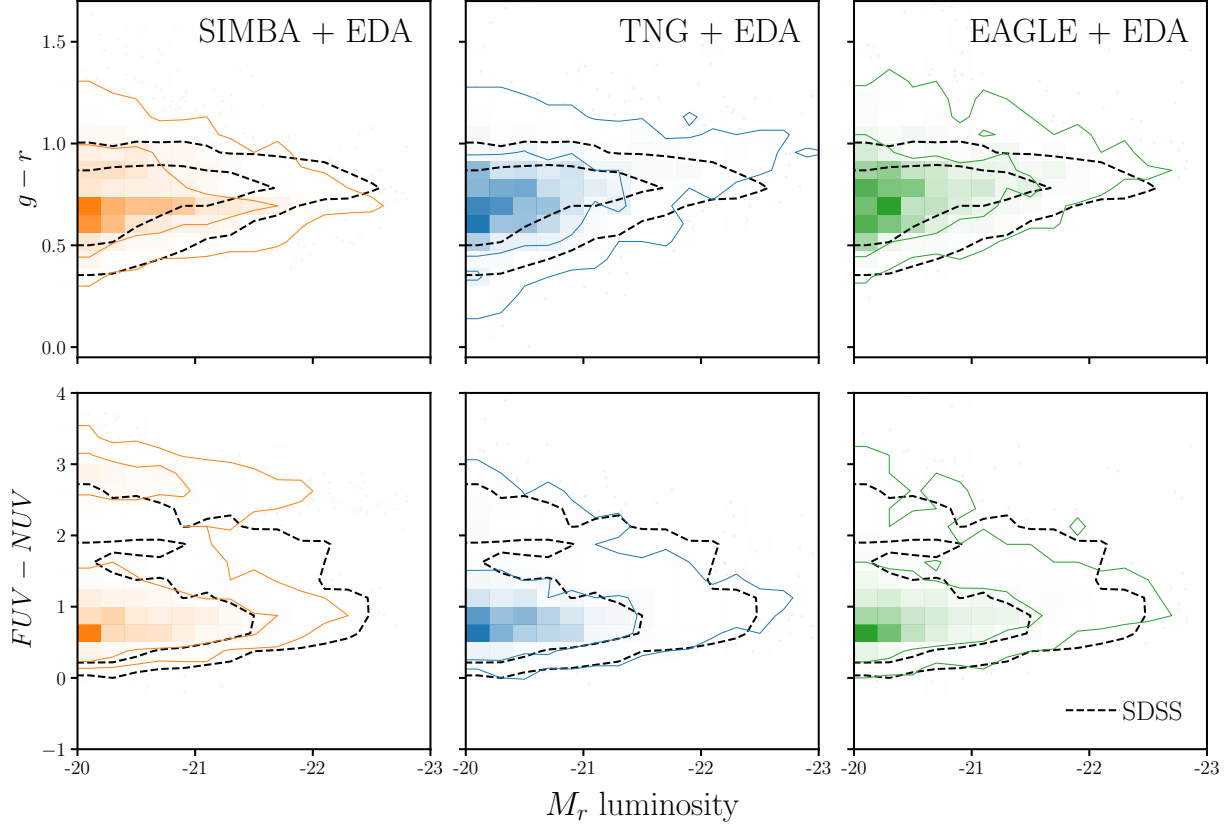 SIMBA + EDA
TNG + EDA
EAGLE + EDA
1.5
1.0
0.5
0.0
g − r
4
3
2
1
0
−1
FUV − NUV
SDSS
-20 -21 -22 -23
-20 -21 -22 -23
-20 -21 -22 -23
M_r luminosity